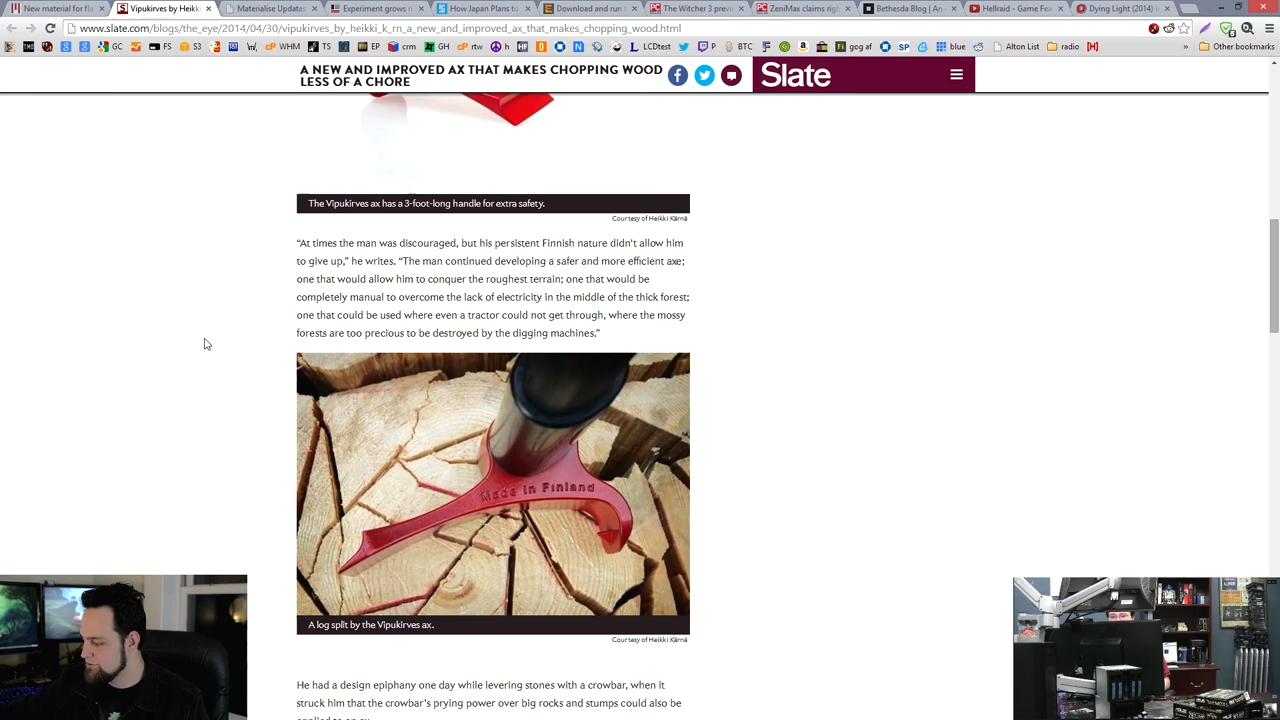 New material for fla
Vipukirves by Heikk
Materialise Updates
Experiment grows n
How Japan Plans to
Download and run
The Witcher 3 previ
ZeniMax claims righ
Bethesda Blog | An
Hellraid - Game Fea
Dying Light (2014) i
www.slate.com/blogs/the_eye/2014/04/30/vipukirves_by_heikki_k_rn_a_new_and_improved_ax_that_makes_chopping_wood.html
GC
FS
S3
WHM
TS
EP
crm
GH
rtw
h
HF
LCDtest
P
BTC
F
gog af
SP
blue
Alton List
radio
[H]
»
Other bookmarks
A NEW AND IMPROVED AX THAT MAKES CHOPPING WOOD
LESS OF A CHORE
Slate
The Vipukirves ax has a 3-foot-long handle for extra safety.
Courtesy of Heikki Kärnä
“At times the man was discouraged, but his persistent Finnish nature didn't allow him
to give up,” he writes. “The man continued developing a safer and more efficient axe;
one that would allow him to conquer the roughest terrain; one that would be
completely manual to overcome the lack of electricity in the middle of the thick forest;
one that could be used where even a tractor could not get through, where the mossy
forests are too precious to be destroyed by the digging machines.”
Made in Finland
A log split by the Vipukirves ax.
Courtesy of Heikki Kärnä
He had a design epiphany one day while levering stones with a crowbar, when it
struck him that the crowbar's prying power over big rocks and stumps could also be